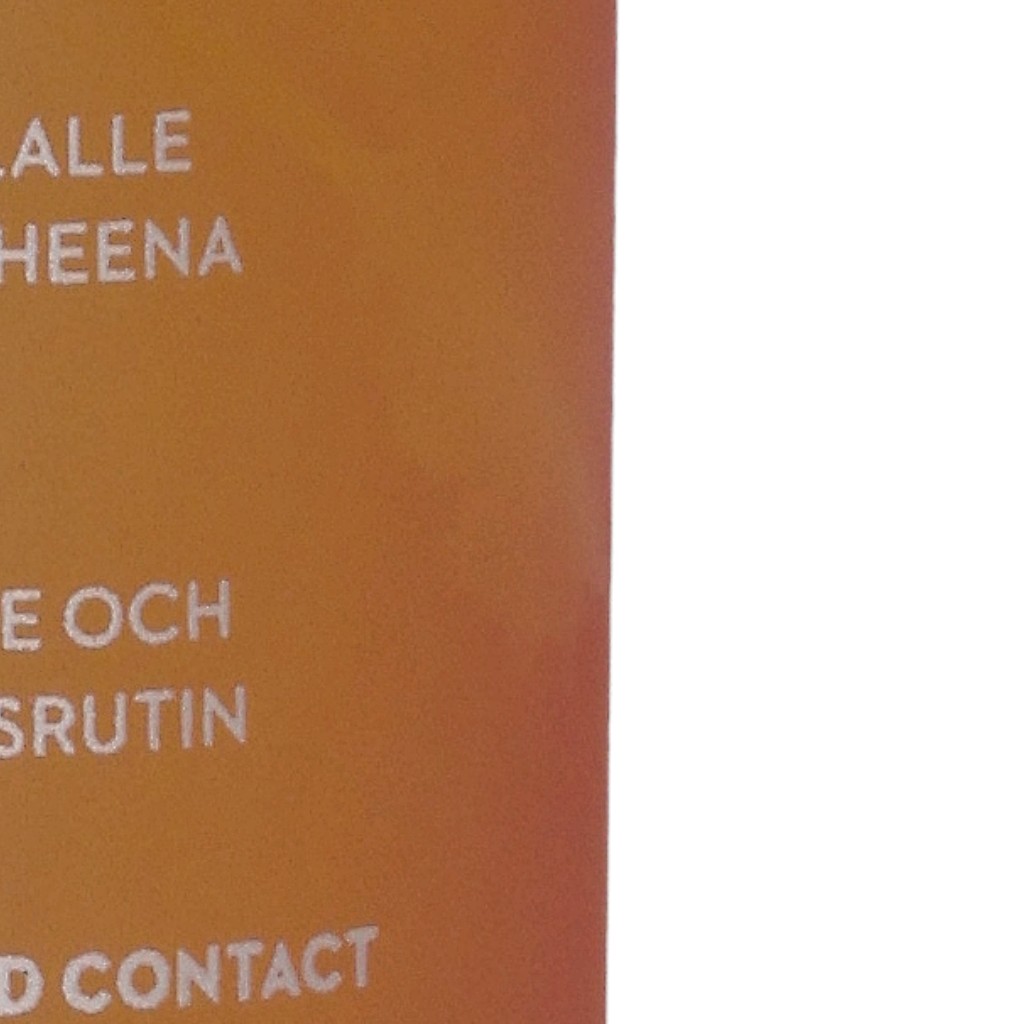 LALLE
HEENA
E OCH
SRUTIN
D CONTACT